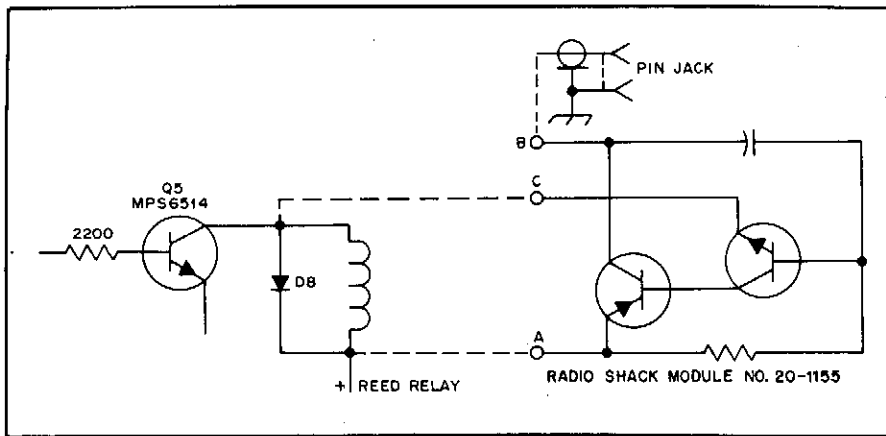 PIN JACK
B
Q5
MPS6514
C
2200
D8
A
+ REED RELAY
RADIO SHACK MODULE NO. 20-1155